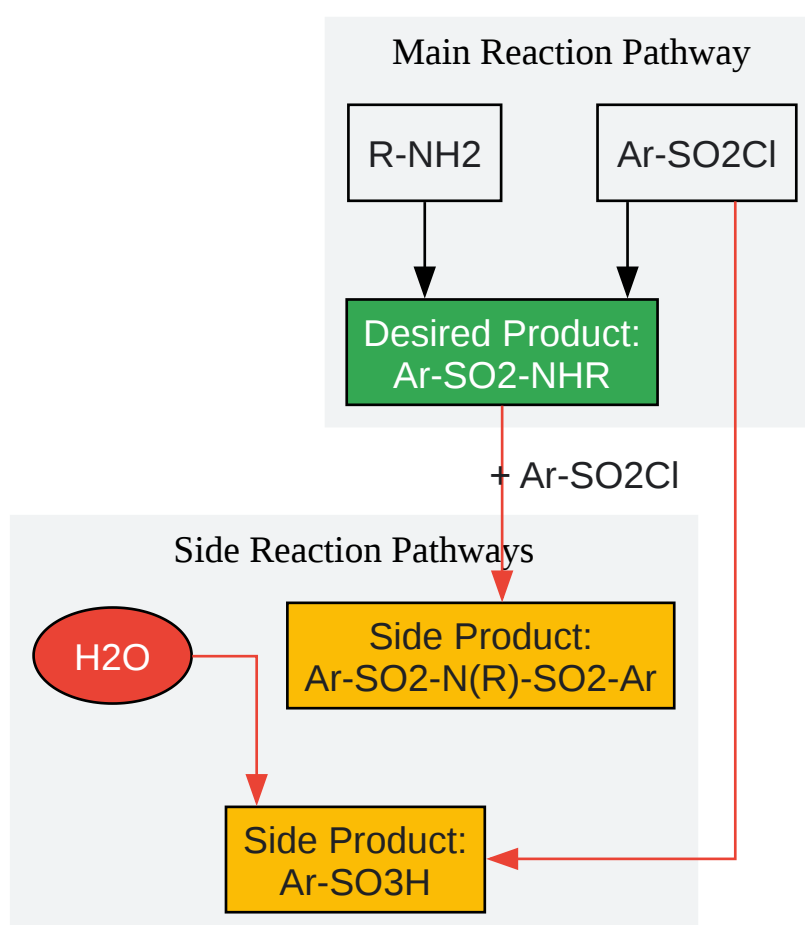 Main Reaction Pathway
R-NH2
Ar-SO2Cl
Desired Product:
Ar-SO2-NHR
+ Ar-SO2Cl
Side Reaction Pathways
H2O
Side Product:
Ar-SO2-N(R)-SO2-Ar
Side Product:
Ar-SO3H